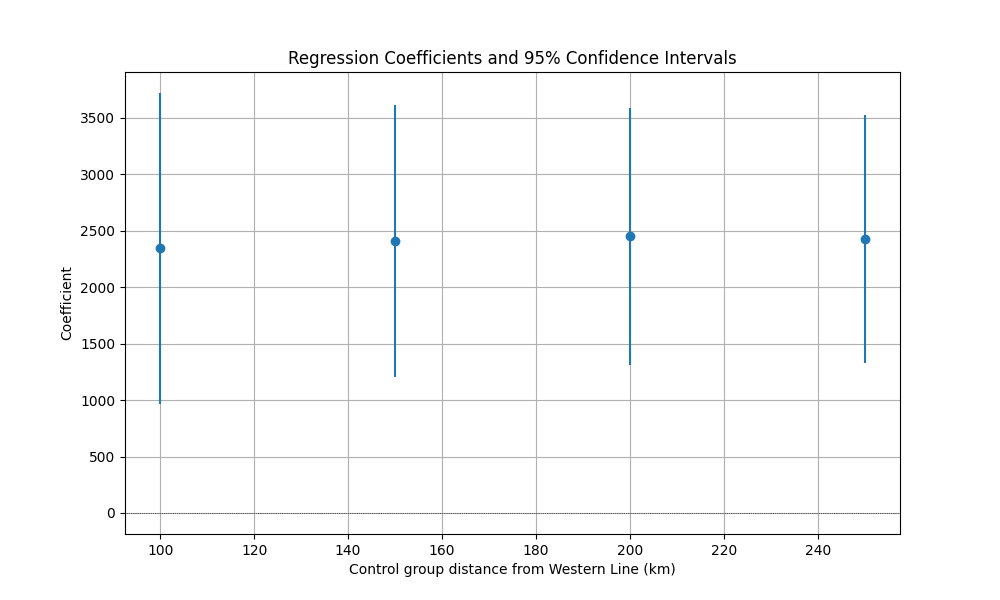 Regression Coefficients and 95% Confidence Intervals
3500
3000
2500
2000
1500
1000
500
0
Coefficient
100 120 140 160 180 200 220 240
Control group distance from Western Line (km)